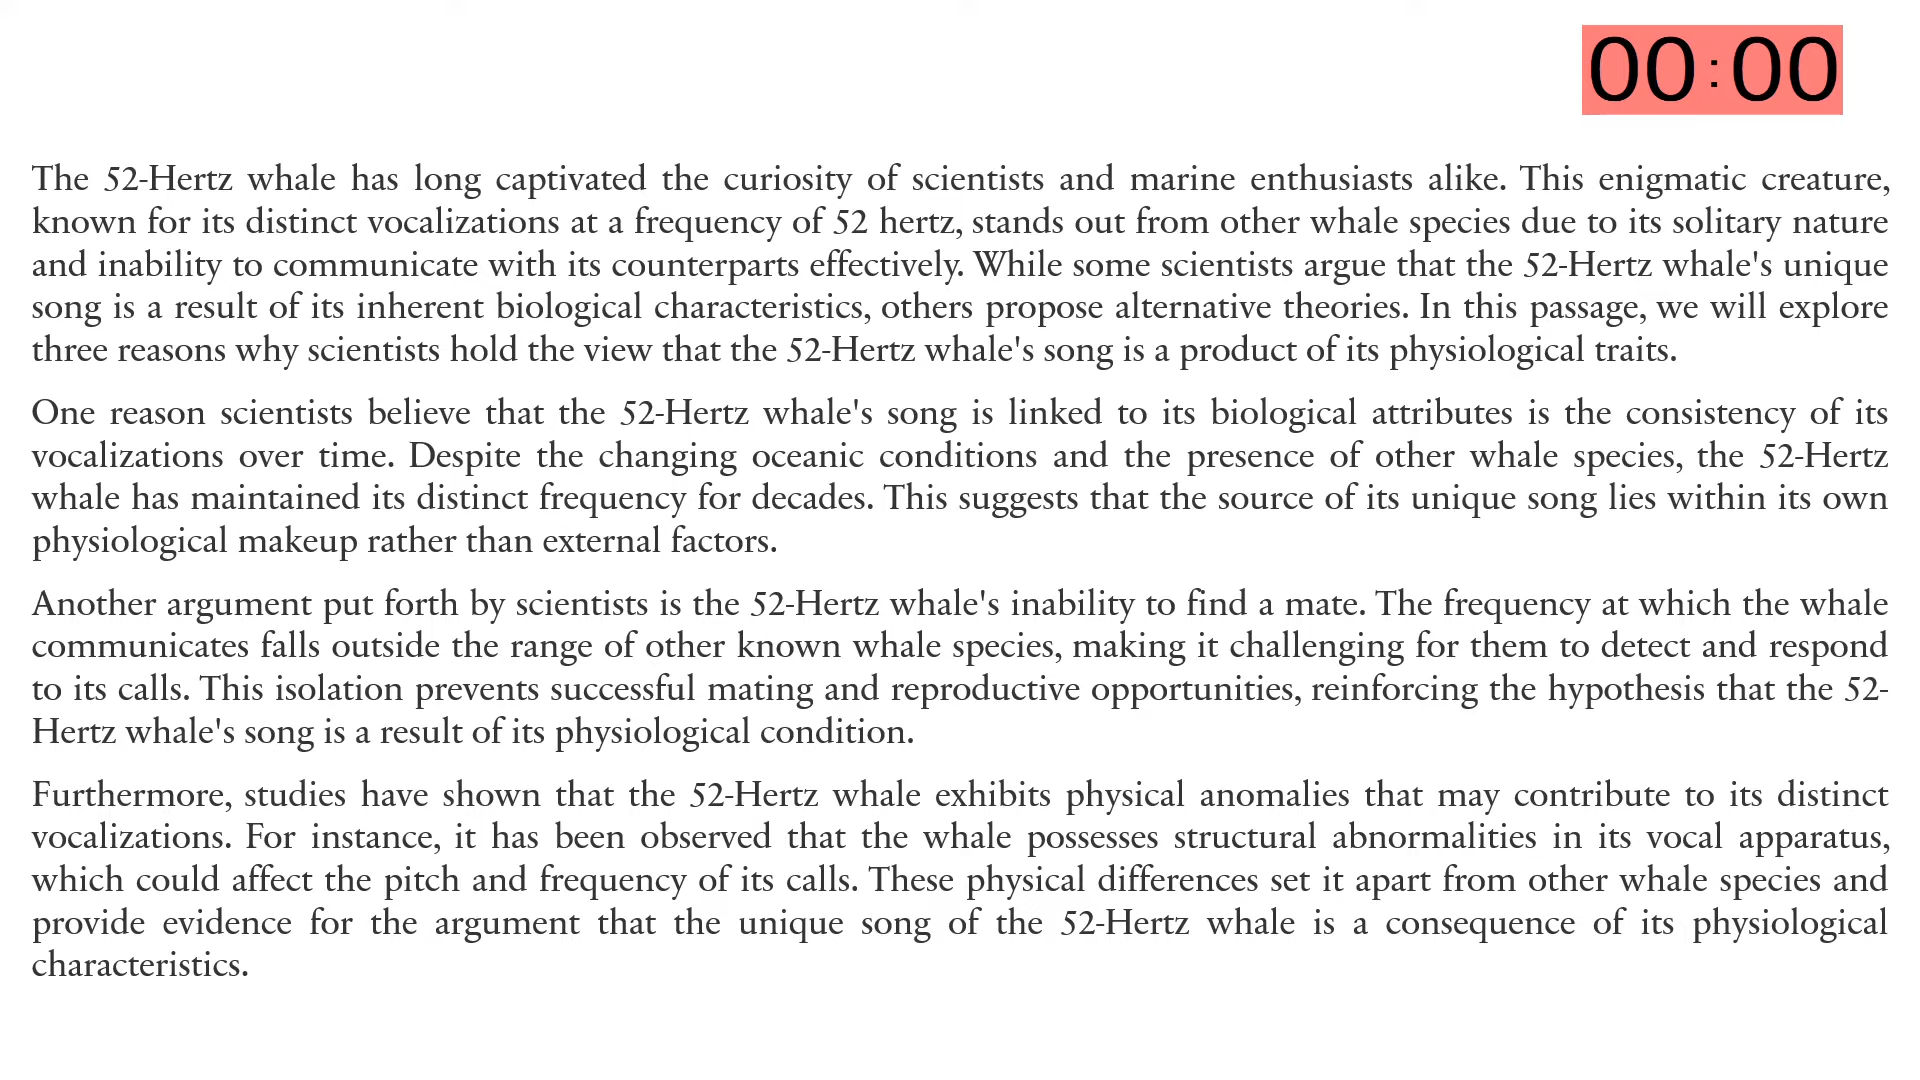 00:00
The 52-Hertz whale has long captivated the curiosity of scientists and marine enthusiasts alike. This enigmatic creature,
known for its distinct vocalizations at a frequency of 52 hertz, stands out from other whale species due to its solitary nature
and inability to communicate with its counterparts effectively. While some scientists argue that the 52-Hertz whale's unique
song is a result of its inherent biological characteristics, others propose alternative theories. In this passage, we will explore
three reasons why scientists hold the view that the 52-Hertz whale's song is a product of its physiological traits.
One reason scientists believe that the 52-Hertz whale's song is linked to its biological attributes is the consistency of its
vocalizations over time. Despite the changing oceanic conditions and the presence of other whale species, the 52-Hertz
whale has maintained its distinct frequency for decades. This suggests that the source of its unique song lies within its own
physiological makeup rather than external factors.
Another argument put forth by scientists is the 52-Hertz whale's inability to find a mate. The frequency at which the whale
communicates falls outside the range of other known whale species, making it challenging for them to detect and respond
to its calls. This isolation prevents successful mating and reproductive opportunities, reinforcing the hypothesis that the 52-
Hertz whale's song is a result of its physiological condition.
Furthermore, studies have shown that the 52-Hertz whale exhibits physical anomalies that may contribute to its distinct
vocalizations. For instance, it has been observed that the whale possesses structural abnormalities in its vocal apparatus,
which could affect the pitch and frequency of its calls. These physical differences set it apart from other whale species and
provide evidence for the argument that the unique song of the 52-Hertz whale is a consequence of its physiological
characteristics.